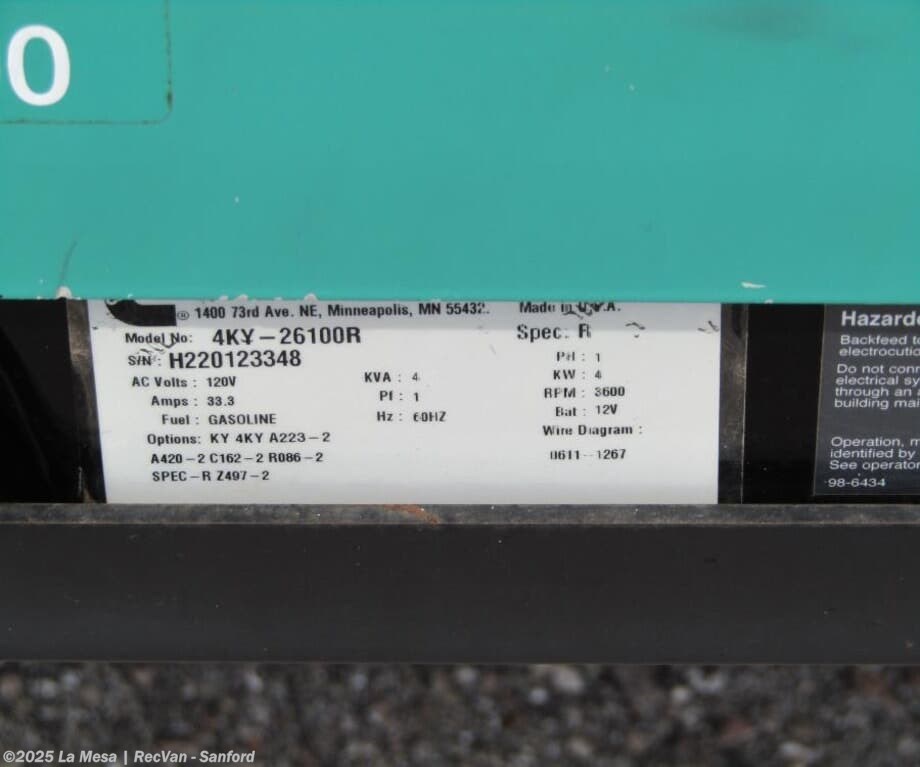 0
® 1400 73rd Ave. NE, Minneapolis, MN 55432. Made in U.S.A.
Model No: 4KY-26100R Spec: R
S/N: H220123348 PH : 1
AC Volts : 120V KVA : 4 KW : 4
Amps : 33.3 Pf : 1 RPM : 3600
Fuel : GASOLINE Hz : 60HZ Bat : 12V
Options: KY 4KY A223-2 Wire Diagram :
A420-2 C162-2 R086-2 0611-1267
SPEC-R Z497-2
Hazardo
Backfeed to
electrocutio
Do not conn
electrical sy
through an a
building mai
Operation, m
identified by
See operator
98-6434
©2025 La Mesa | RecVan - Sanford